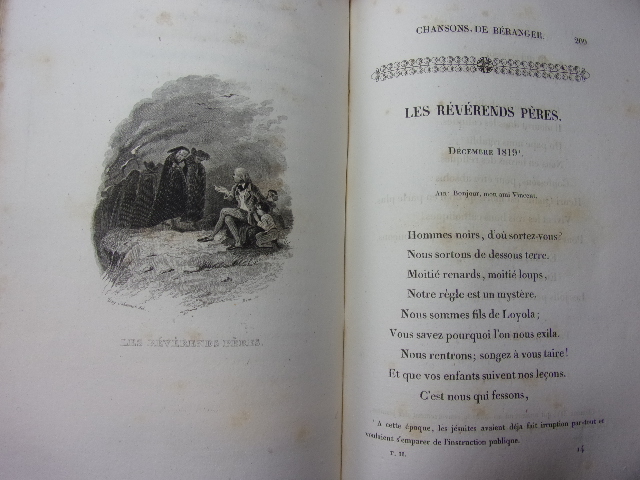 LES RÉVÉRENDS PÈRES.
CHANSONS DE BÉRANGER.
209
LES RÉVÉRENDS PÈRES.
DÉCEMBRE 1819¹.
AIR: Bonjour, mon ami Vincent.
Hommes noirs, d'où sortez-vous?
Nous sortons de dessous terre.
Moitié renards, moitié loups,
Notre règle est un mystère.
Nous sommes fils de Loyola;
Vous savez pourquoi l'on nous exila.
Nous rentrons; songez à vous taire!
Et que vos enfants suivent nos leçons.
C'est nous qui fessons,
¹ A cette époque, les jésuites avaient déja fait irruption partout et
voulaient s'emparer de l'instruction publique.
T. II.
14